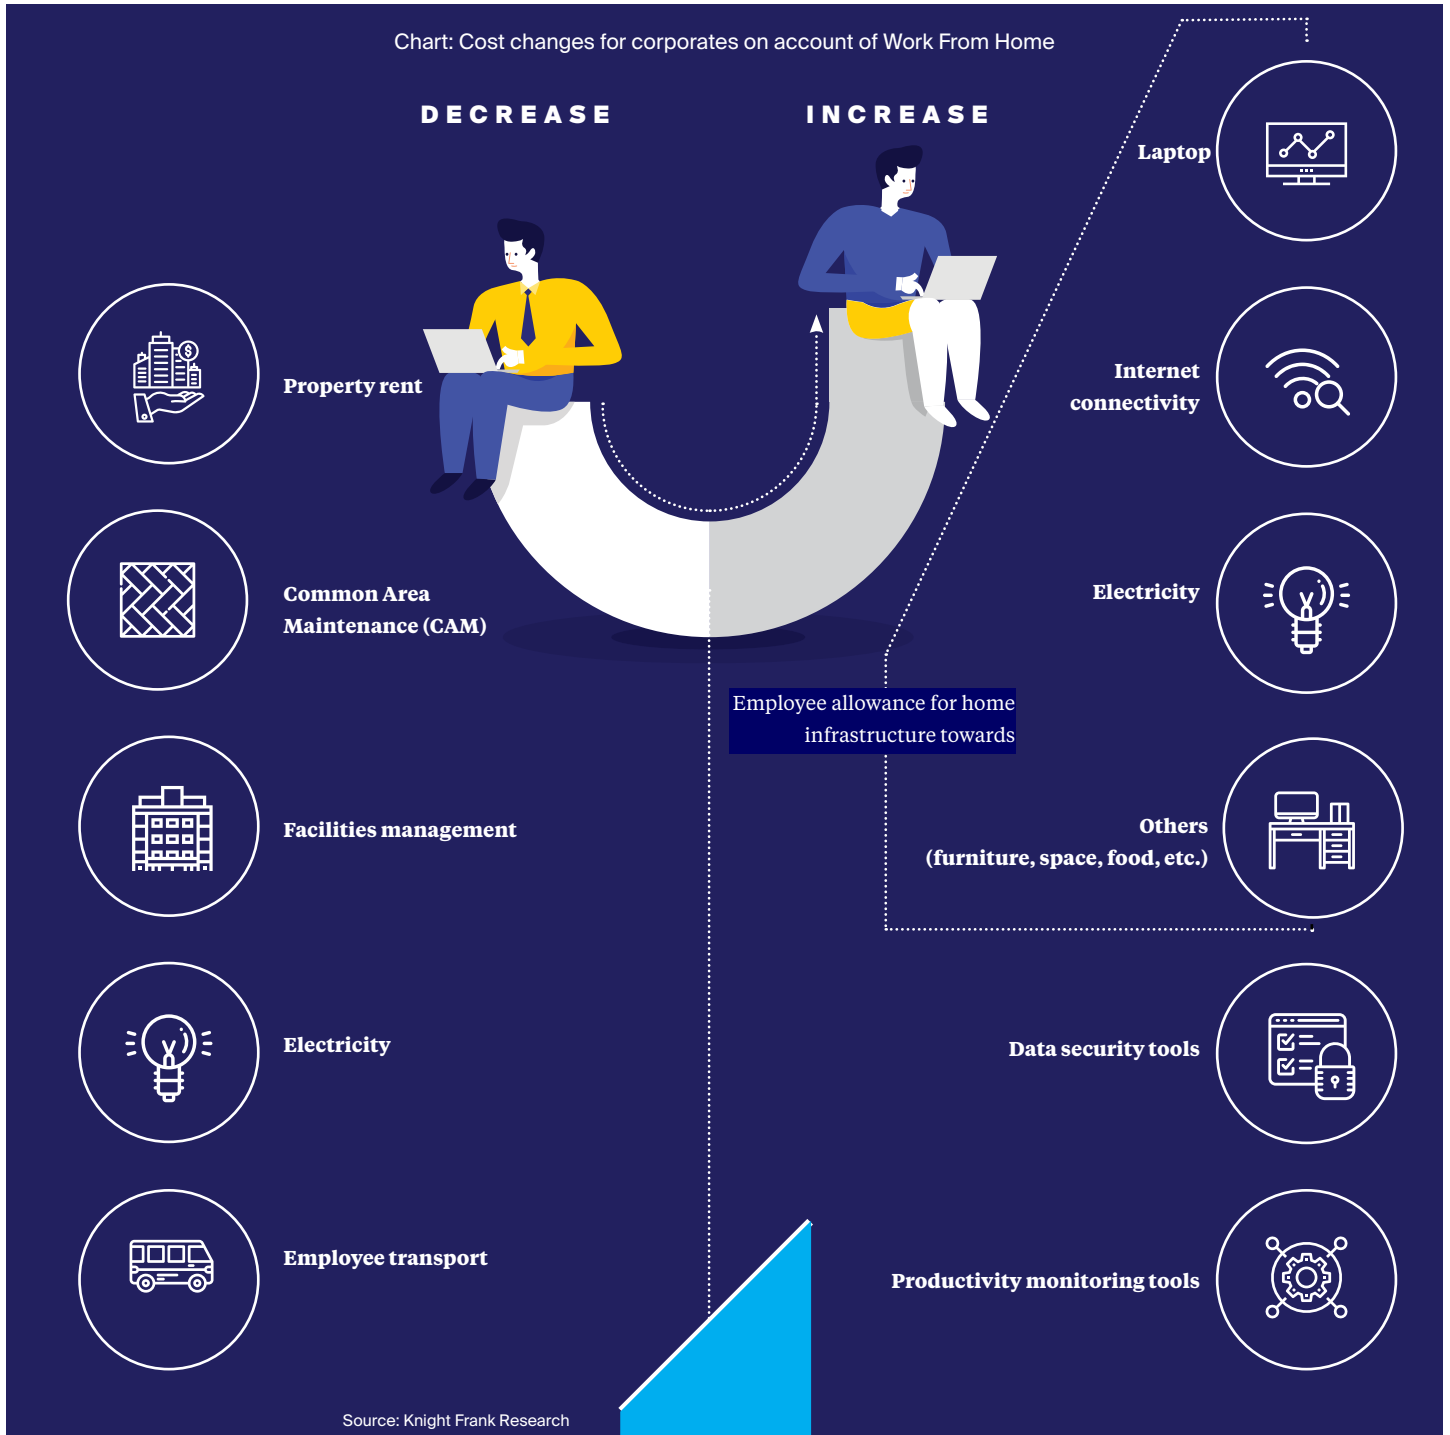 Chart: Cost changes for corporates on account of Work From Home
DECREASE
INCREASE
Property rent
Common Area
Maintenance (CAM)
Facilities management
Electricity
Employee transport
Laptop
Internet
connectivity
Electricity
Employee allowance for home
infrastructure towards
Others
(furniture, space, food, etc.)
Data security tools
Productivity monitoring tools
Source: Knight Frank Research